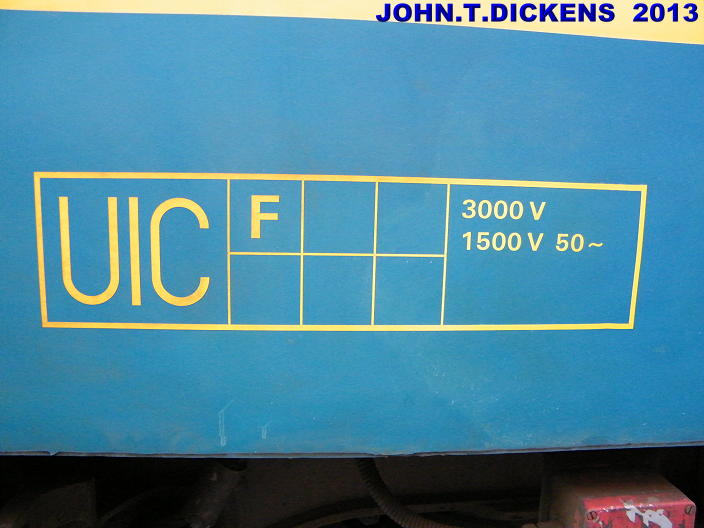 JOHN.T.DICKENS 2013
UIC
F
3000 V
1500 V 50~